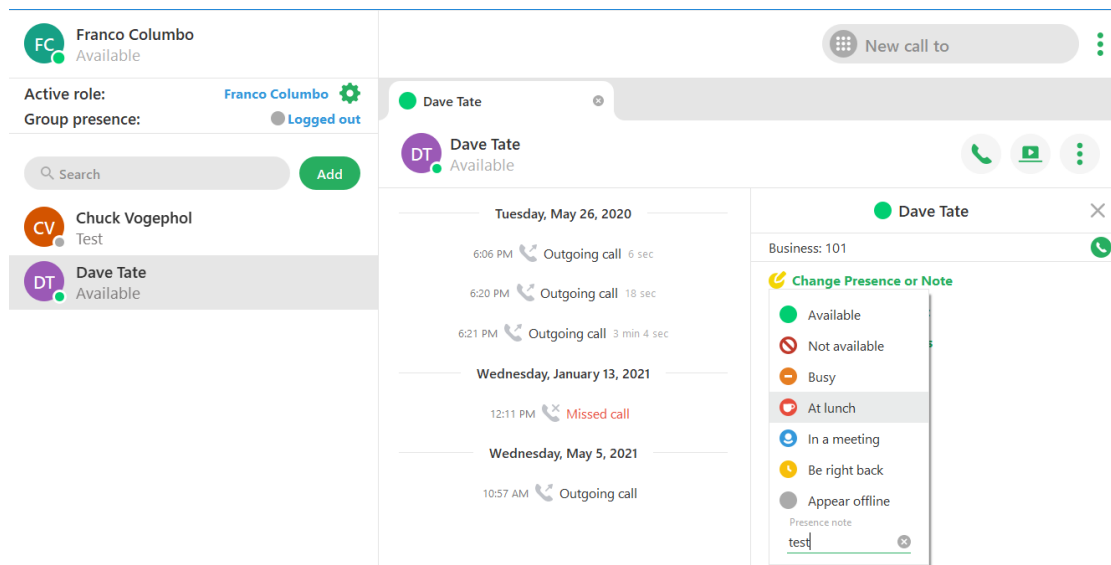 FC
Franco Columbo
Available
New call to
Active role:
Franco Columbo
Group presence:
Logged out
Search
Add
CV
Chuck Vogephol
Test
DT
Dave Tate
Available
Dave Tate
DT
Dave Tate
Available
Tuesday, May 26, 2020
6:06 PM Outgoing call 6 sec
6:20 PM Outgoing call 18 sec
6:21 PM Outgoing call 3 min 4 sec
Wednesday, January 13, 2021
12:11 PM Missed call
Wednesday, May 5, 2021
10:57 AM Outgoing call
Dave Tate
Business: 101
Change Presence or Note
Available
Not available
Busy
At lunch
In a meeting
Be right back
Appear offline
Presence note
test